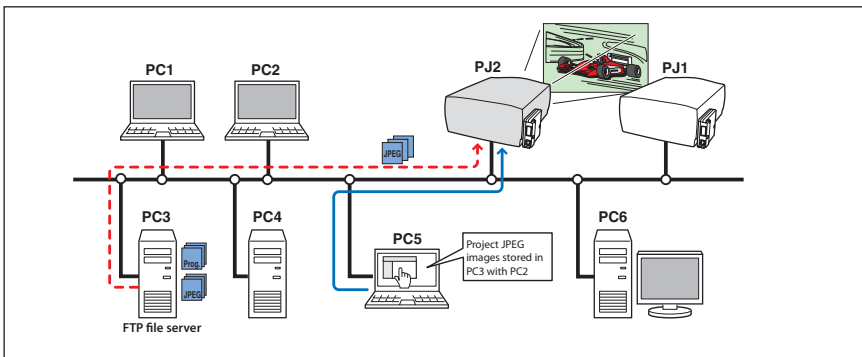 PC1
PC2
PJ2
PJ1
JPEG
PC3
PC4
PC5
PC6
Prog.
JPEG
Project JPEG
images stored in
PC3 with PC2
FTP file server